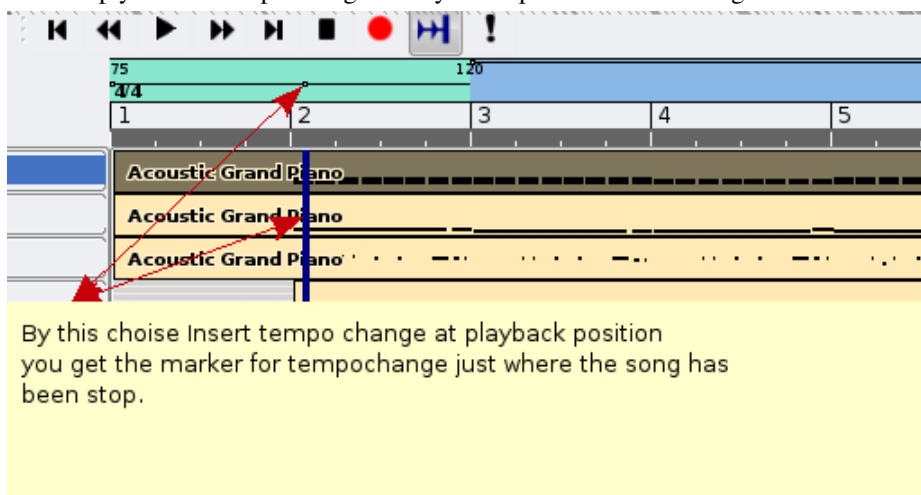 75 120
4/4
1 2 3 4 5
Acoustic Grand Piano
Acoustic Grand Piano
Acoustic Grand Piano
By this choise Insert tempo change at playback position
you get the marker for tempochange just where the song has
been stop.